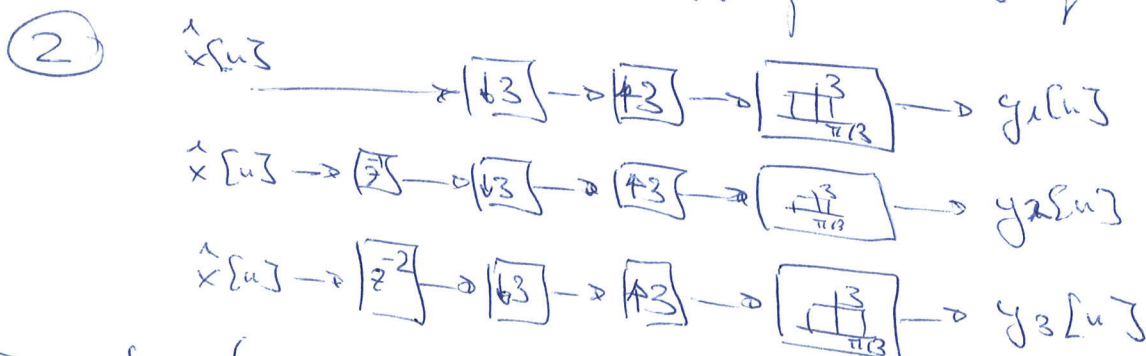 2
x̂[n] → ↓3 → ↑3 → 3 π/3 → y1[n]
x̂[n] → z^-1 → ↓3 → ↑3 → 3 π/3 → y2[n]
x̂[n] → z^-2 → ↓3 → ↑3 → 3 π/3 → y3[n]